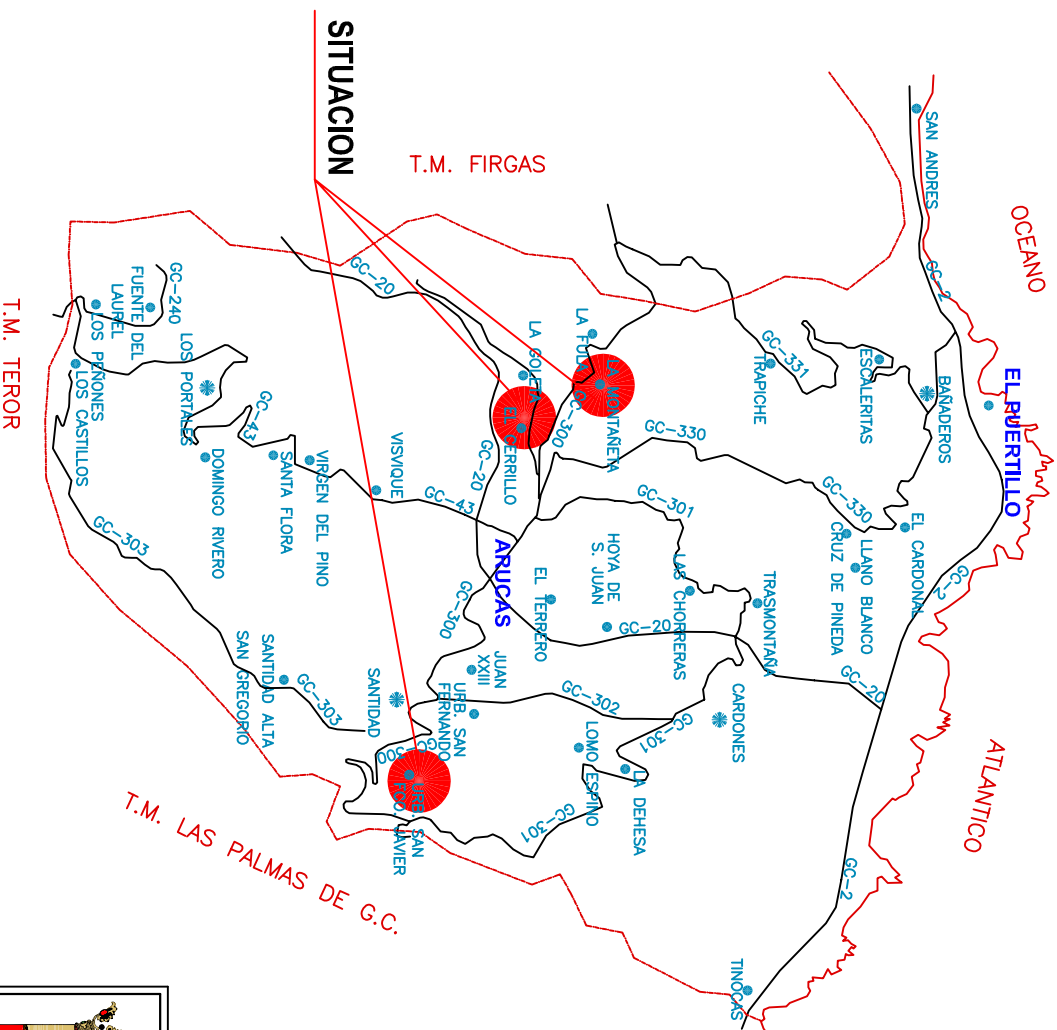 SITUACION
T.M. FIRGAS
OCEANO
ATLANTICO
T.M. TEROR
T.M. LAS PALMAS DE G.C.
SAN ANDRES
GC-2
EL PUERTILLO
BAÑADEROS
ESCALERITAS
GC-331
TRAPICHE
LA FULA
LA MONTAÑETA
GC-300
LA GOLETA
EL CERRILLO
GC-20
GC-20
GC-330
GC-330
EL CARDONAL
LLANO BLANCO
CRUZ DE PINEDA
GC-2
GC-301
LAS CHORRERAS
TRASMONTAÑA
HOYA DE
S. JUAN
GC-20
GC-20
EL TERRERO
ARUCAS
GC-43
VISVIQUE
VIRGEN DEL PINO
SANTA FLORA
GC-43
DOMINGO RIVERO
LOS PORTALES
GC-240
FUENTE DEL
LAUREL
LOS PEÑONES
LOS CASTILLOS
GC-303
SANTIDAD ALTA
SAN GREGORIO
GC-303
SANTIDAD
GC-300
JUAN
XXIII
URB. SAN
FERNANDO
GC-300
URB. SAN
FCO. JAVIER
GC-302
CARDONES
GC-301
LOMO ESPINO
LA DEHESA
GC-301
GC-2
TINOCAS